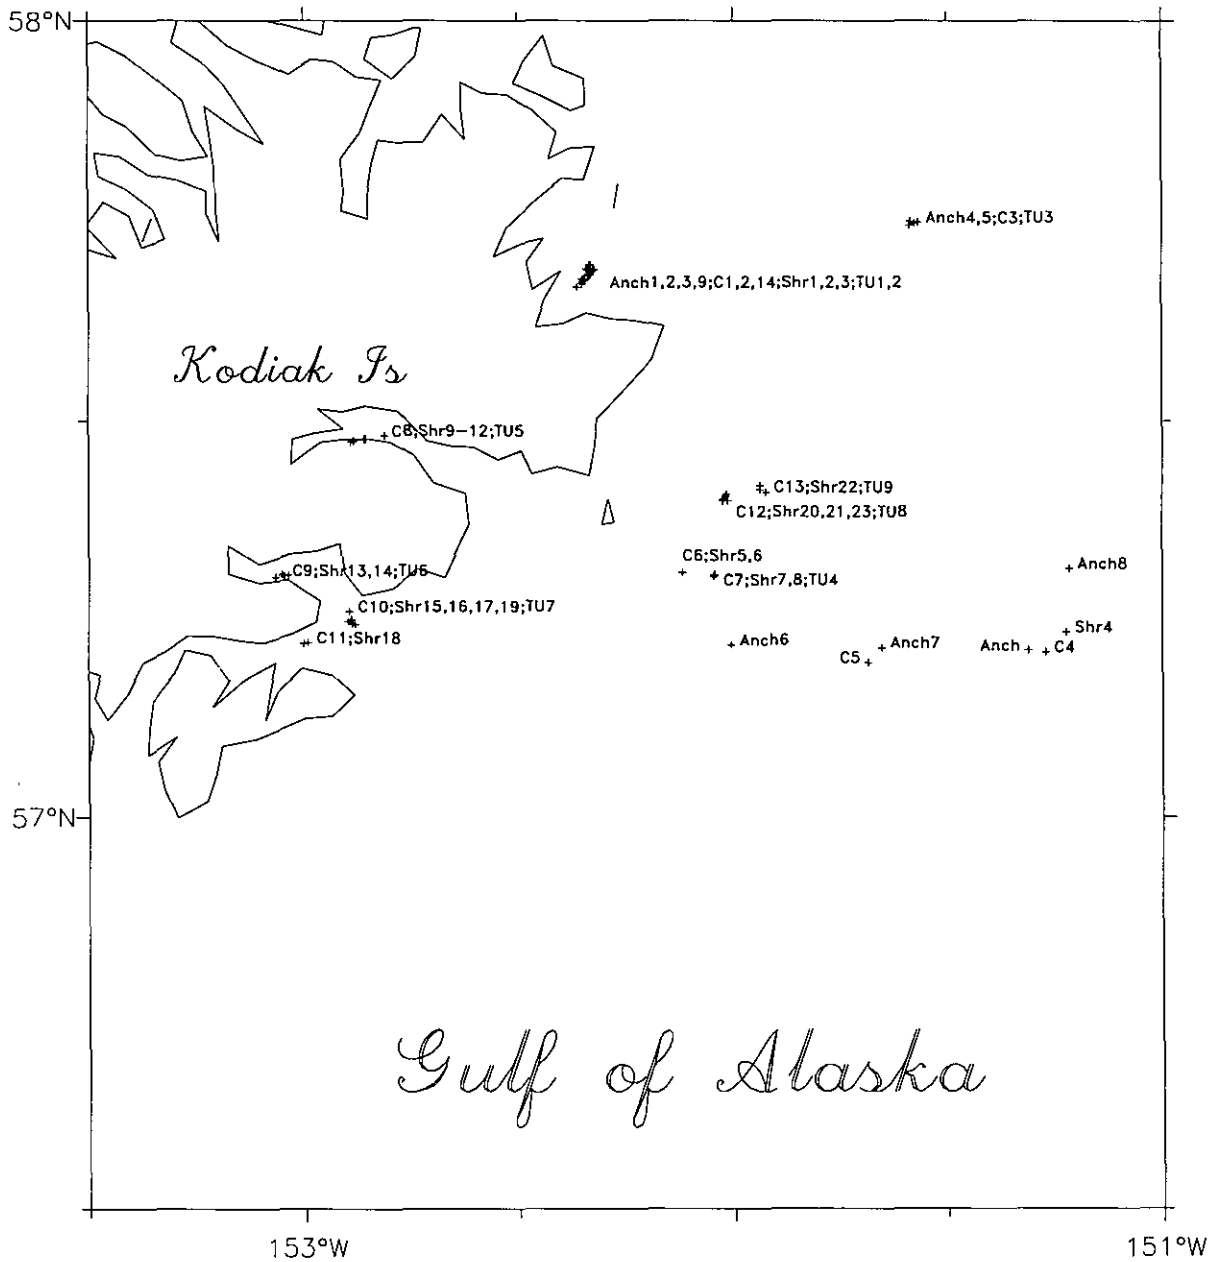 58°N
Anch4,5;C3;TU3
Anch1,2,3,9;C1,2,14;Shr1,2,3;TU1,2
Kodiak Is
C8;Shr9-12;TU5
C13;Shr22;TU9
C12;Shr20,21,23;TU8
C6;Shr5,6
Anch8
C9;Shr13,14;TU6
C7;Shr7,8;TU4
C10;Shr15,16,17,19;TU7
Shr4
C11;Shr18
Anch6
Anch7
Anch
C4
C5
57°N
Gulf of Alaska
153°W
151°W